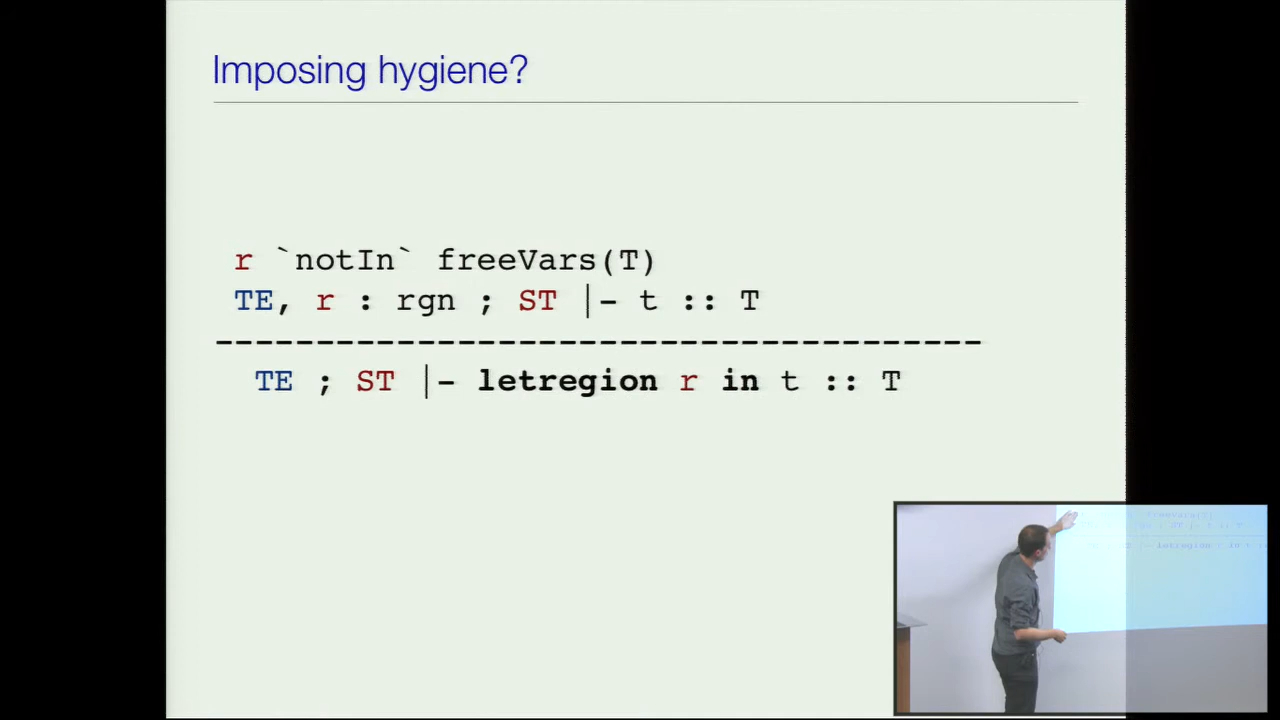 Imposing hygiene?
r `notIn` freeVars(T)
TE, r : rgn ; ST |- t :: T
---------------------------------------
TE ; ST |- letregion r in t :: T